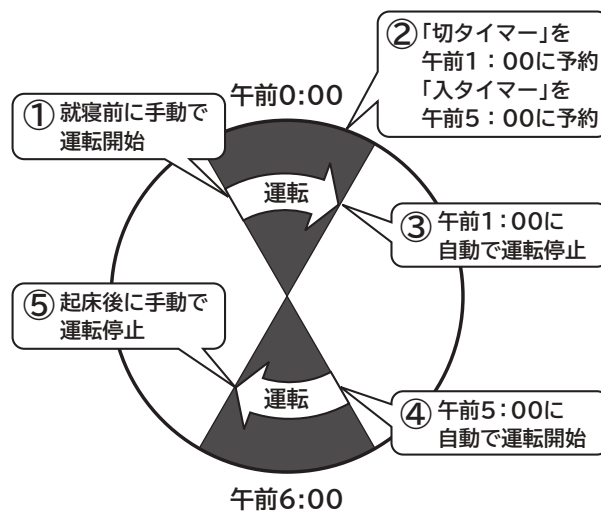 午前0:00
①就寝前に手動で
運転開始
②「切タイマー」を
午前1：00に予約
「入タイマー」を
午前5：00に予約
運転
③午前1:00に
自動で運転停止
④午前5:00に
自動で運転開始
運転
⑤起床後に手動で
運転停止
午前6:00